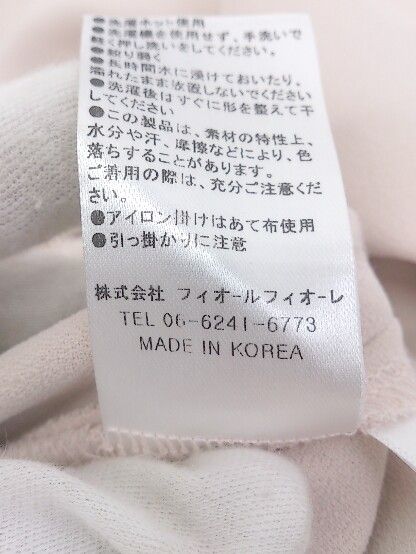 ●洗濯ネット使用
●洗濯機を使用せず、手洗いで
軽く押し洗いをしてください。
●絞り弱く
●長時間水に浸けておいたり、
濡れたまま放置しないでください
●洗濯後はすぐに形を整えて干
してください
●この製品は、素材の特性上、
水分や汗、摩擦などにより、色
落ちすることがあります。
ご着用の際は、充分ご注意くだ
さい。
●アイロン掛けはあて布使用
●引っ掛かりに注意
株式会社 フィオールフィオーレ
TEL 06-6241-6773
MADE IN KOREA